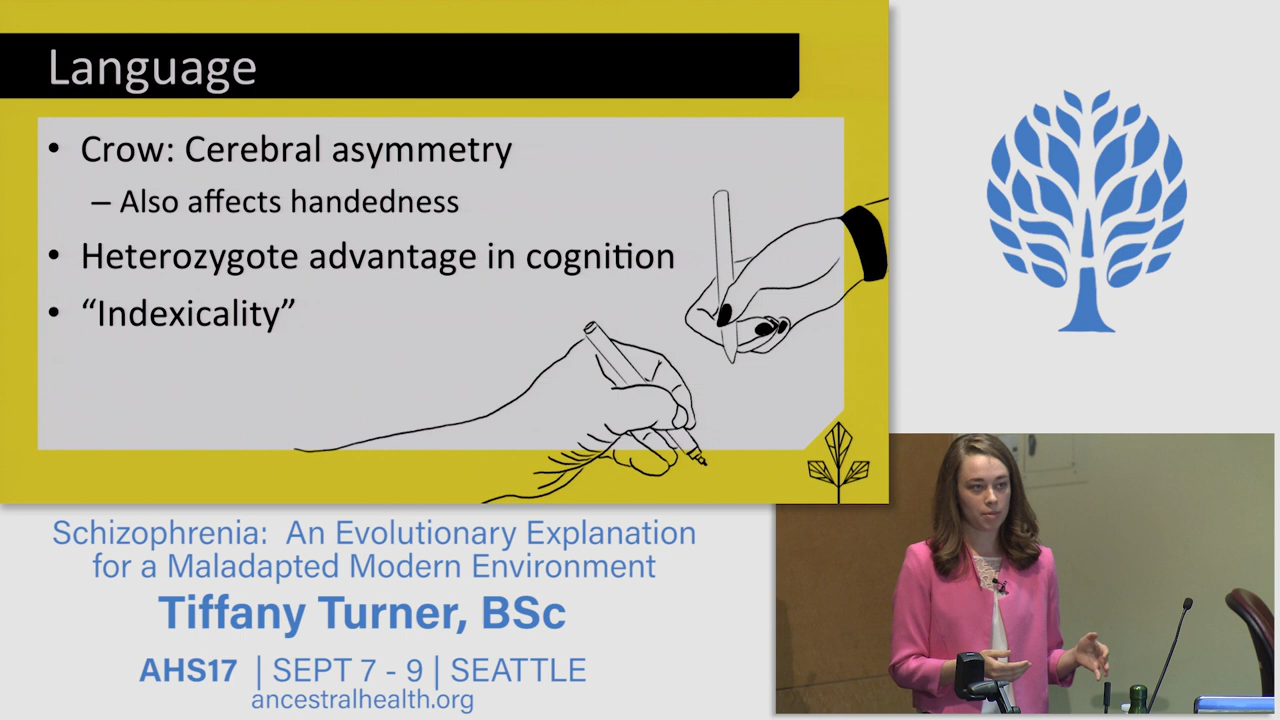 Language
• Crow: Cerebral asymmetry
– Also affects handedness
• Heterozygote advantage in cognition
• “Indexicality”
Schizophrenia: An Evolutionary Explanation
for a Maladapted Modern Environment
Tiffany Turner, BSc
AHS17 | SEPT 7 - 9 | SEATTLE
ancestralhealth.org